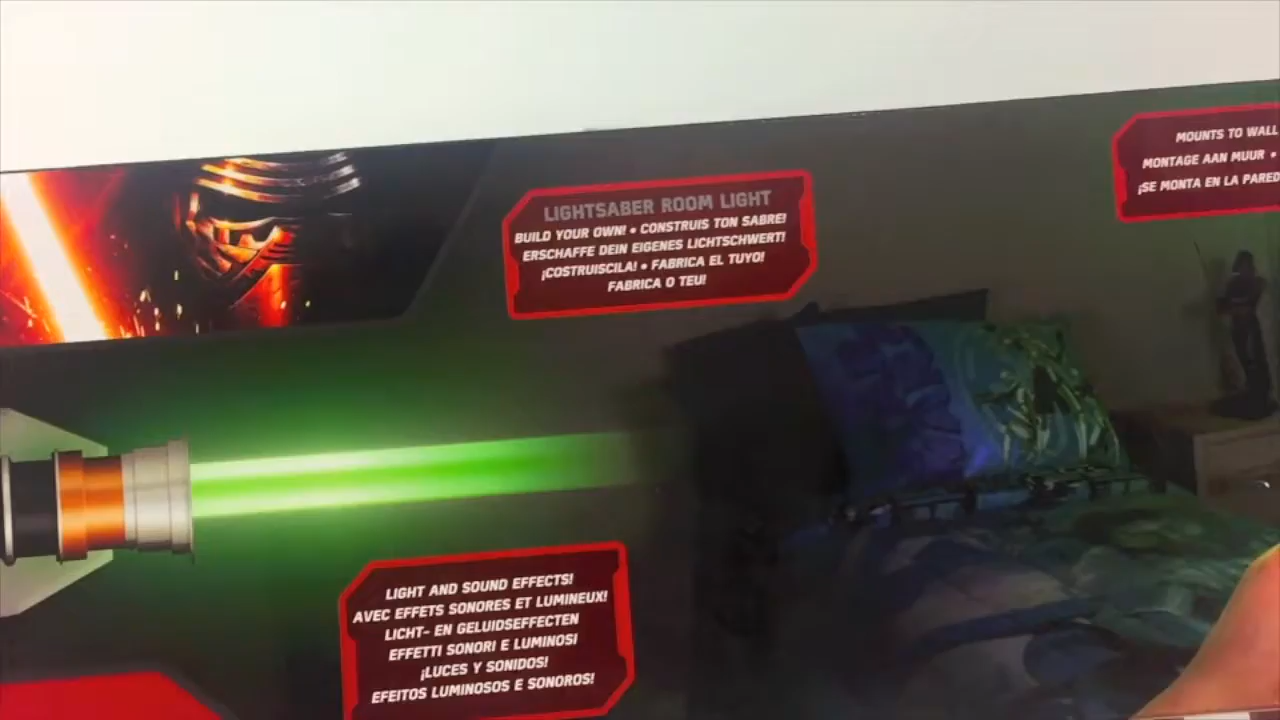 LIGHTSABER ROOM LIGHT
BUILD YOUR OWN! • CONSTRUIS TON SABRE!
ERSCHAFFE DEIN EIGENES LICHTSCHWERT!
¡COSTRUISCILA! • FABRICA EL TUYO!
FABRICA O TEU!
MOUNTS TO WALL
MONTAGE AAN MUUR •
¡SE MONTA EN LA PARED
LIGHT AND SOUND EFFECTS!
AVEC EFFETS SONORES ET LUMINEUX!
LICHT- EN GELUIDSEFFECTEN
EFFETTI SONORI E LUMINOSI
¡LUCES Y SONIDOS!
EFEITOS LUMINOSOS E SONOROS!